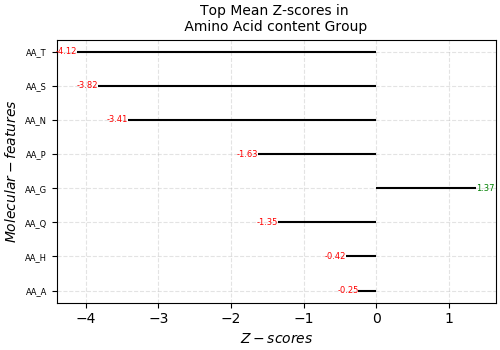 Top Mean Z-scores in
Amino Acid content Group
AA_T
-4.12
AA_S
-3.82
AA_N
-3.41
AA_P
-1.63
AA_G
1.37
AA_Q
-1.35
AA_H
-0.42
AA_A
-0.25
Molecular − features
−4 −3 −2 −1 0 1
Z − scores